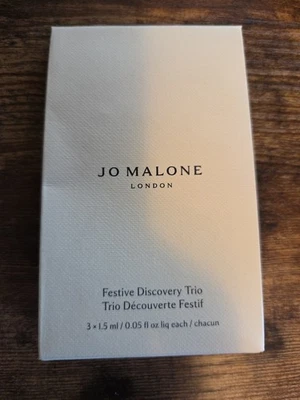 JO MALONE
LONDON
Festive Discovery Trio
Trio Découverte Festif
3 × 1.5 ml / 0.05 fl oz liq each / chacun